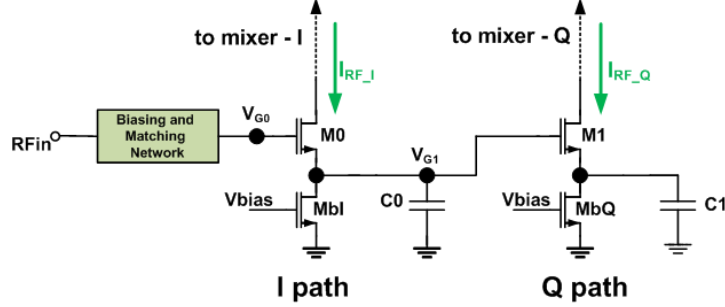 to mixer - I
to mixer - Q
IRF_I
IRF_Q
Biasing and
Matching
Network
RFin
VG0
M0
VG1
M1
Vbias
MbI
C0
Vbias
MbQ
C1
I path
Q path